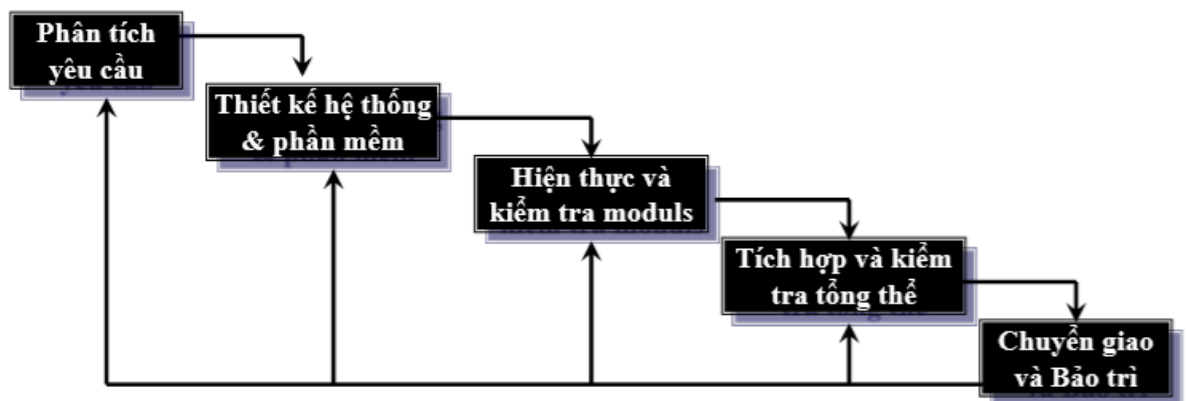 Phân tích
yêu cầu
Thiết kế hệ thống
& phần mềm
Hiện thực và
kiểm tra moduls
Tích hợp và kiểm
tra tổng thể
Chuyển giao
và Bảo trì